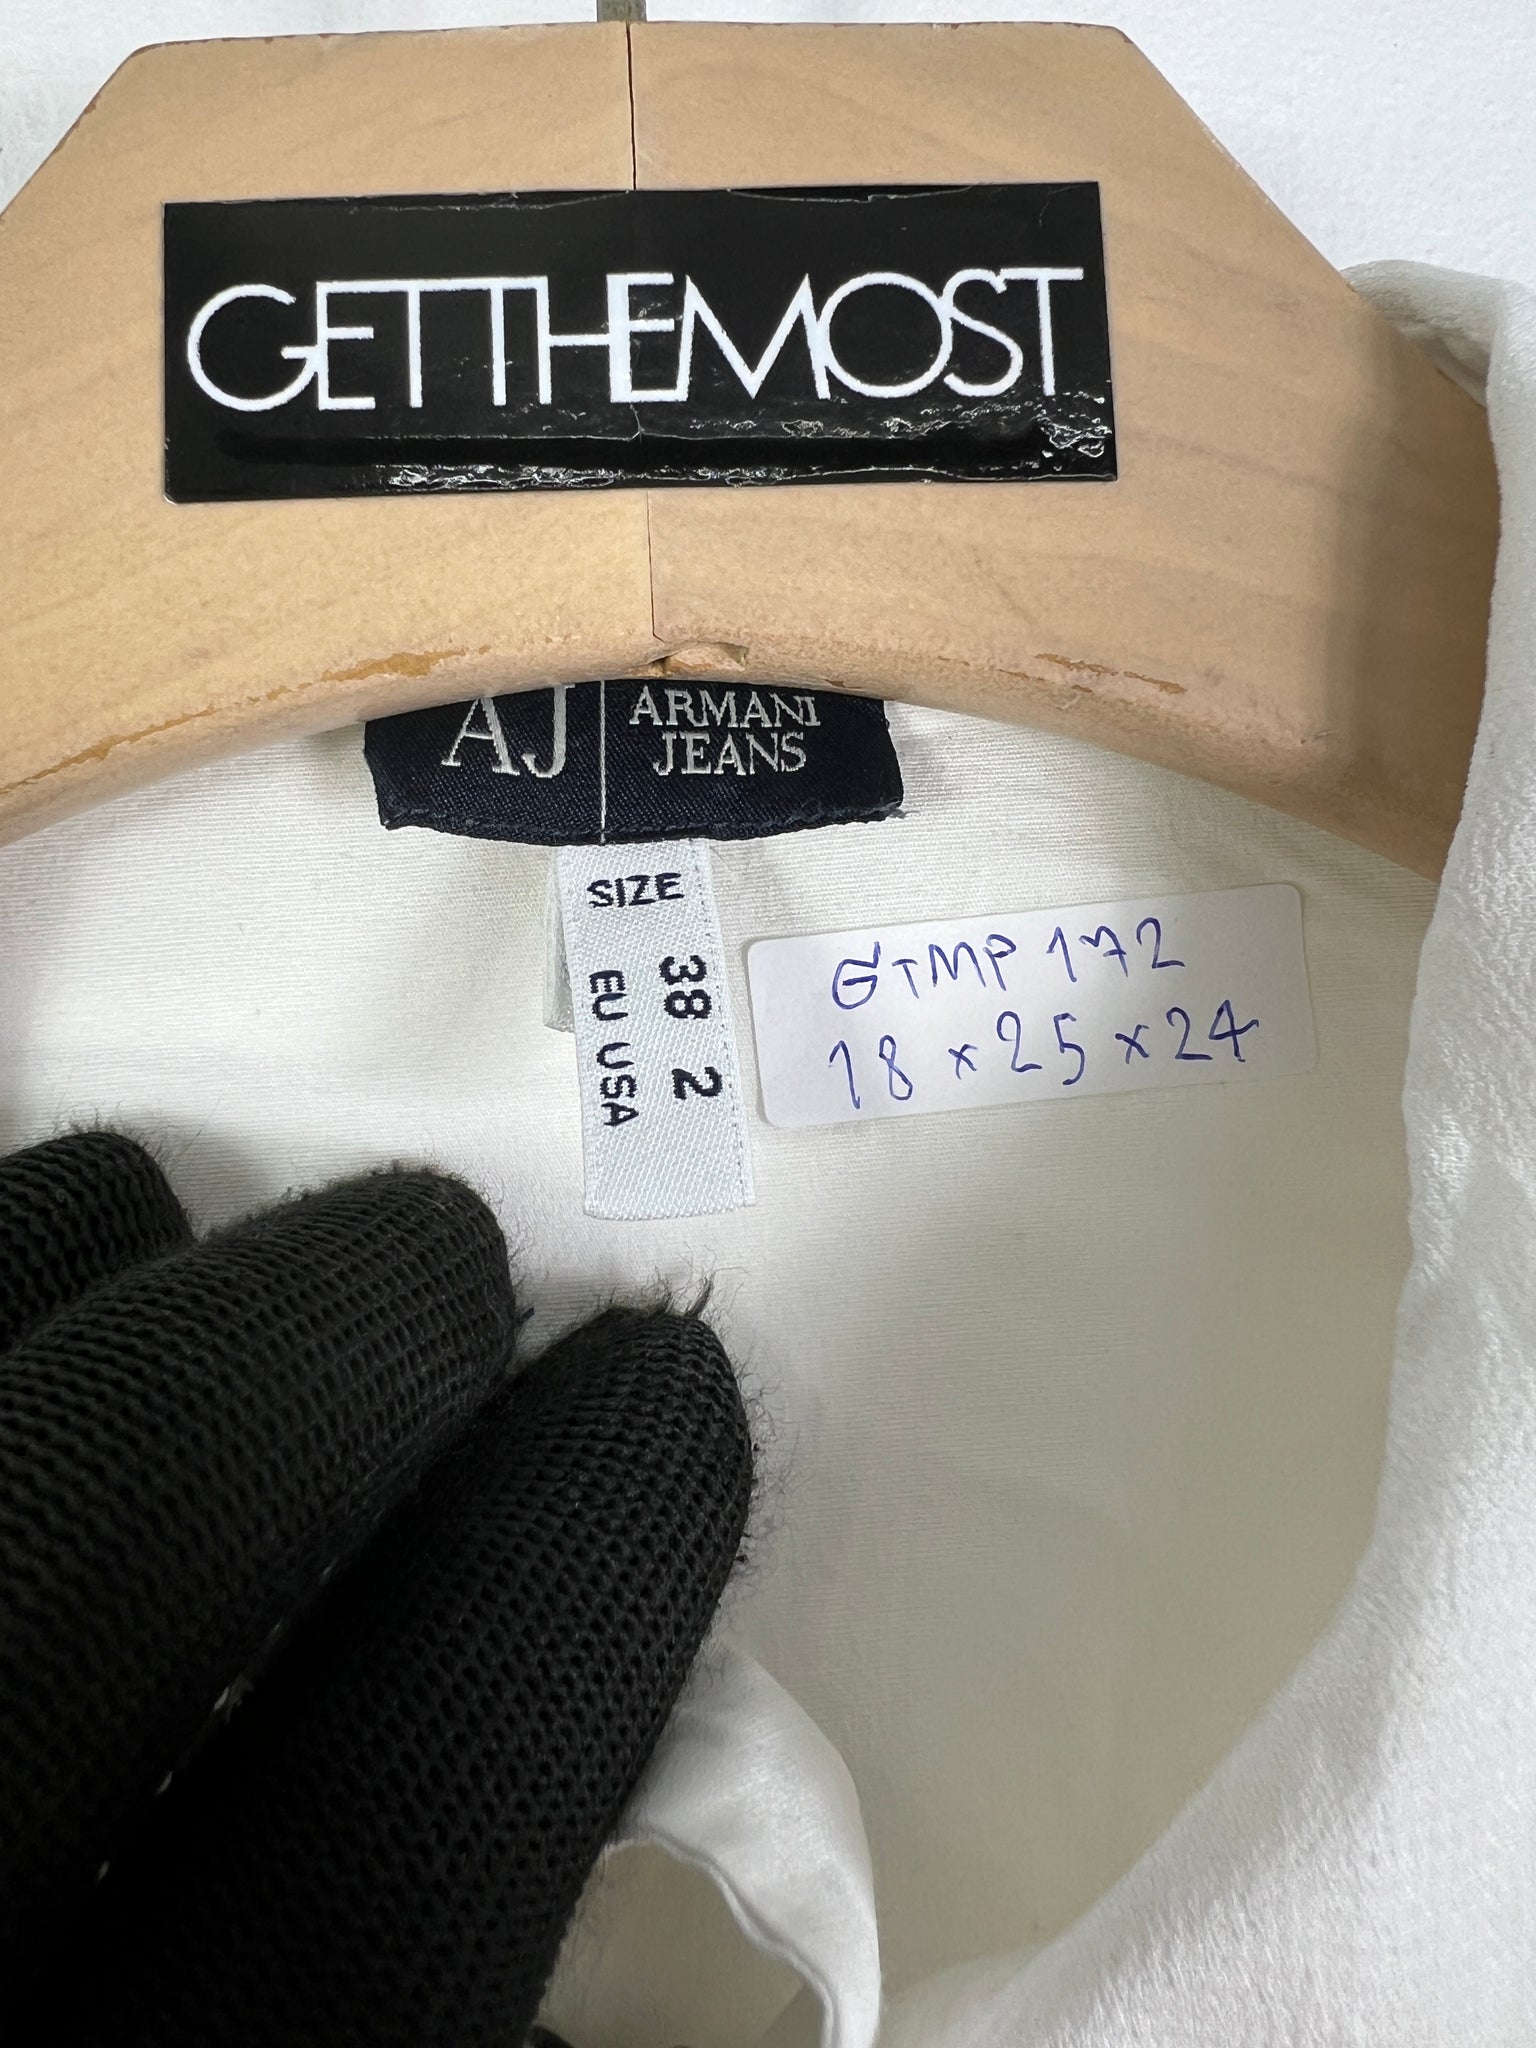 GETTHEMOST
AJ
ARMANI
JEANS
SIZE
38 2
EU USA
GTMP 172
18 x 25 x 24